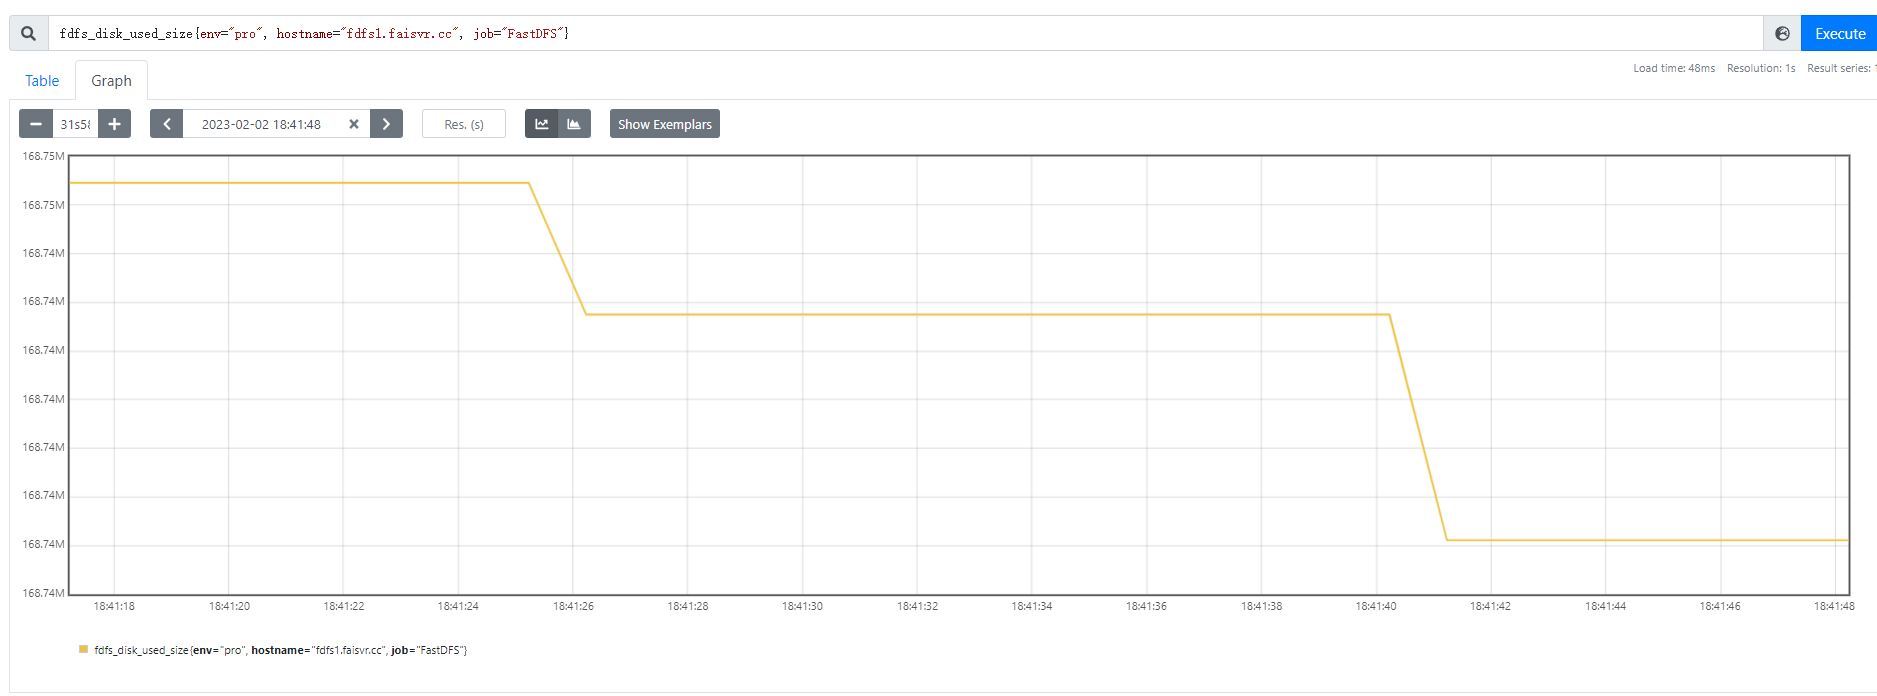 fdfs_disk_used_size{env="pro", hostname="fdfs1.faisvr.cc", job="FastDFS"}
Execute
Load time: 48ms Resolution: 1s Result series:
Table Graph
31s5 2023-02-02 18:41:48 Res. (s) Show Exemplars
168.75M
168.75M
168.74M
168.74M
168.74M
168.74M
168.74M
168.74M
168.74M
168.74M
18:41:18 18:41:20 18:41:22 18:41:24 18:41:26 18:41:28 18:41:30 18:41:32 18:41:34 18:41:36 18:41:38 18:41:40 18:41:42 18:41:44 18:41:46 18:41:48
fdfs_disk_used_size{env="pro", hostname="fdfs1.faisvr.cc", job="FastDFS"}